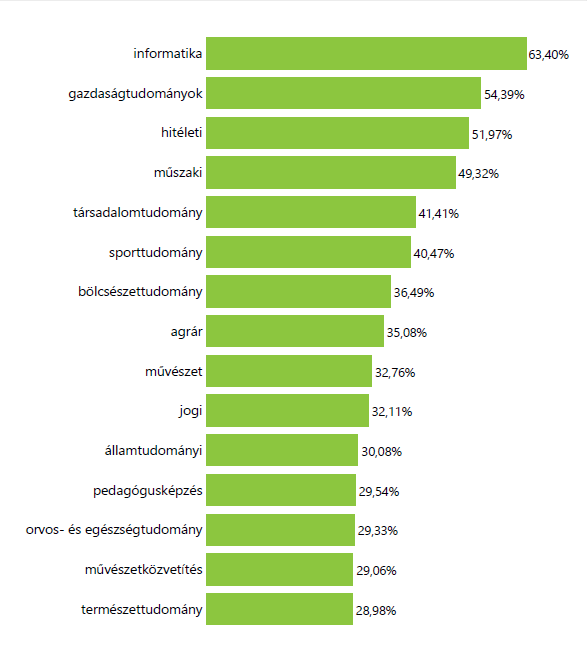 informatika 63,40%
gazdaságtudományok 54,39%
hitéleti 51,97%
műszaki 49,32%
társadalomtudomány 41,41%
sporttudomány 40,47%
bölcsészettudomány 36,49%
agrár 35,08%
művészet 32,76%
jogi 32,11%
államtudományi 30,08%
pedagógusképzés 29,54%
orvos- és egészségtudomány 29,33%
művészetközvetítés 29,06%
természettudomány 28,98%